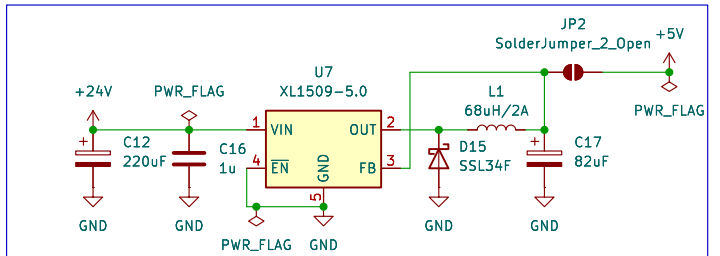 JP2
SolderJumper_2_Open
+5V
U7
XL1509-5.0
+24V
PWR_FLAG
L1
68uH/2A
PWR_FLAG
1
VIN
OUT
2
+
C12
220uF
C16
1u
4
EN
GND
FB
3
D15
SSL34F
+
C17
82uF
5
GND
GND
PWR_FLAG
GND
GND
GND